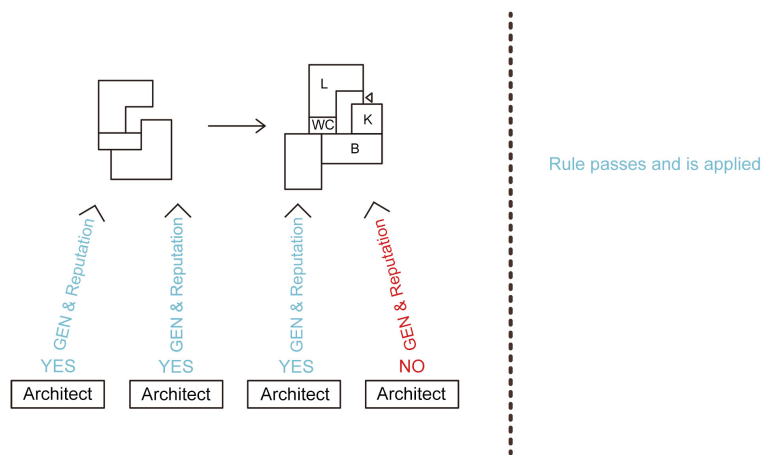 L
WC
K
B
Rule passes and is applied
GEN & Reputation
GEN & Reputation
GEN & Reputation
GEN & Reputation
YES
YES
YES
NO
Architect
Architect
Architect
Architect